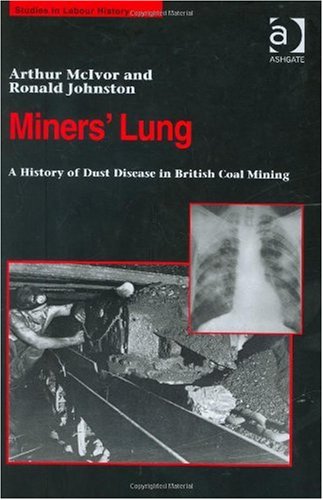 Studies in Labour History
ASHGATE
Arthur McIvor and
Ronald Johnston
Miners' Lung
A History of Dust Disease in British Coal Mining